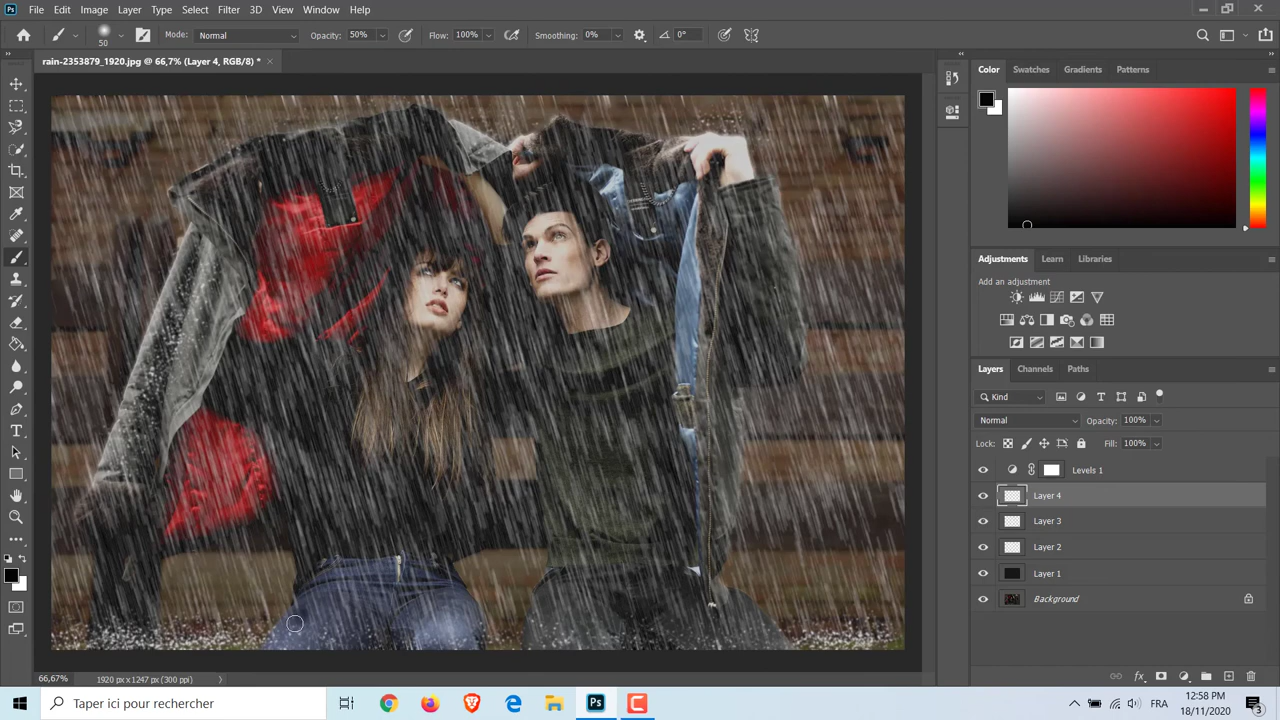 Ps File Edit Image Layer Type Select Filter 3D View Window Help
50 Mode: Normal Opacity: 50% Flow: 100% Smoothing: 0% 0°
rain-2353879_1920.jpg @ 66,7% (Layer 4, RGB/8) *
Color Swatches Gradients Patterns
Adjustments Learn Libraries
Add an adjustment
Layers Channels Paths
Kind
Normal Opacity: 100%
Lock: Fill: 100%
Levels 1
Layer 4
Layer 3
Layer 2
Layer 1
Background
66,67% 1920 px x 1247 px (300 ppi)
Taper ici pour rechercher
Ps
FRA
12:58 PM
18/11/2020
3